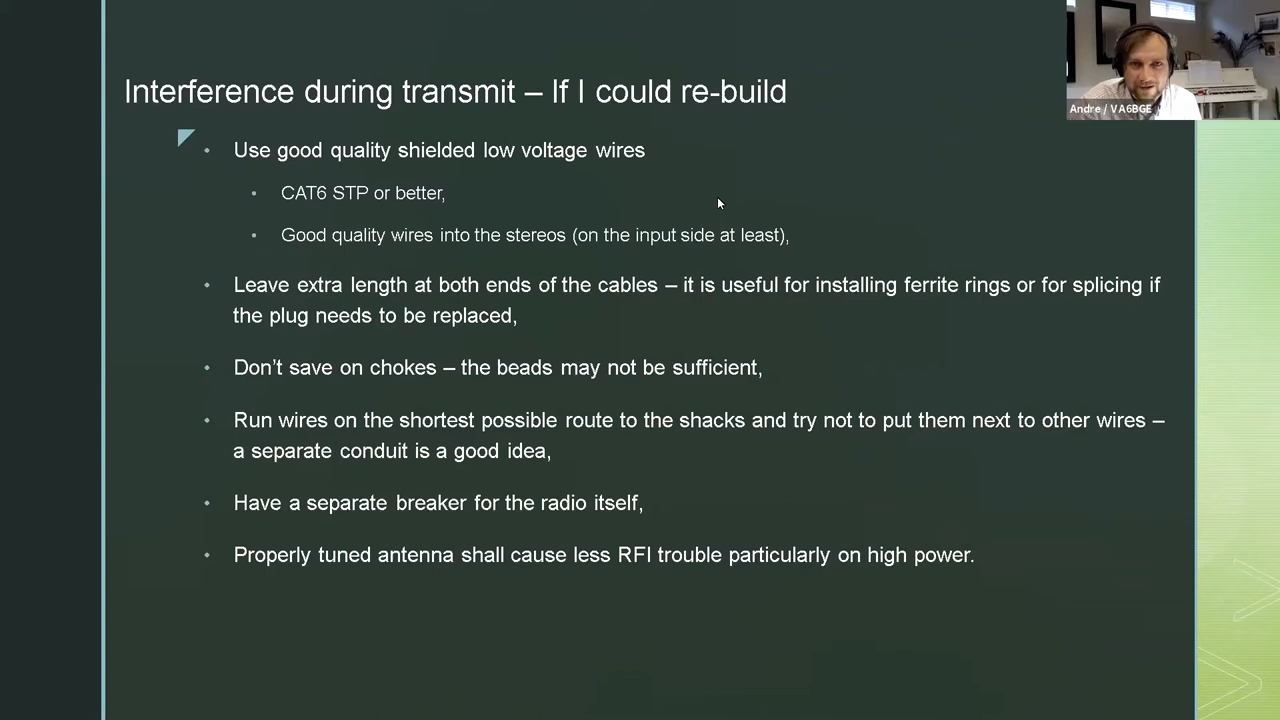 Interference during transmit – If I could re-build
Andre / VA6BGE
• Use good quality shielded low voltage wires
• CAT6 STP or better,
• Good quality wires into the stereos (on the input side at least),
• Leave extra length at both ends of the cables – it is useful for installing ferrite rings or for splicing if
the plug needs to be replaced,
• Don’t save on chokes – the beads may not be sufficient,
• Run wires on the shortest possible route to the shacks and try not to put them next to other wires –
a separate conduit is a good idea,
• Have a separate breaker for the radio itself,
• Properly tuned antenna shall cause less RFI trouble particularly on high power.